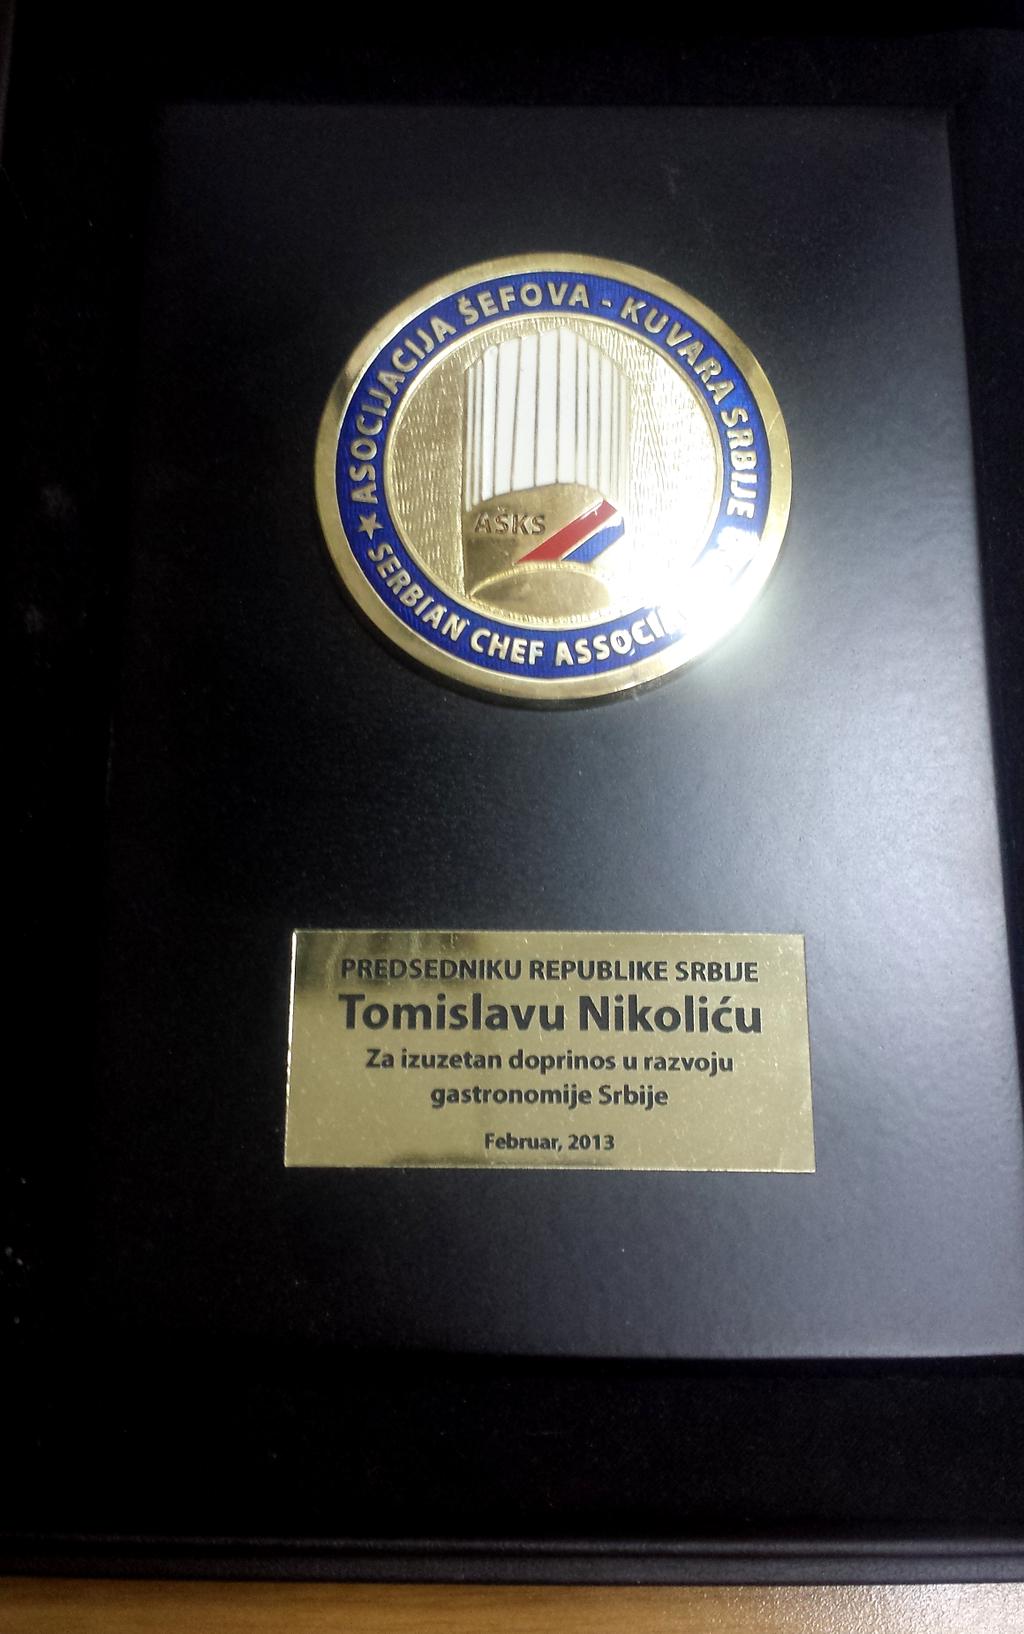 ASOCIJACIJA ŠEFOVA - KUVARA SRBIJE
AŠKS
SERBIAN CHEF
PREDSEDNIKU REPUBLIKE SRBIJE
Tomislavu Nikoliću
Za izuzetan doprinos u razvoju
gastronomije Srbije
Februar, 2013